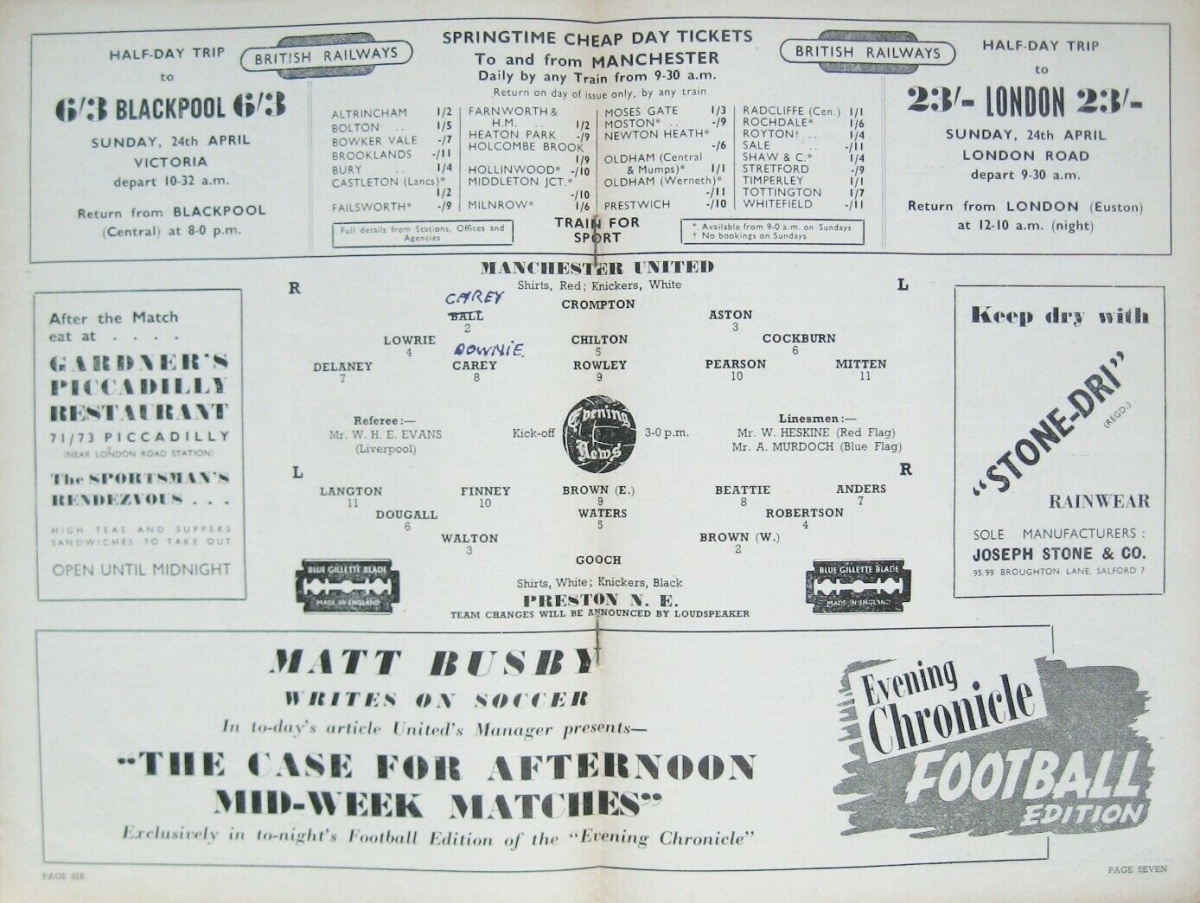 HALF-DAY TRIP
to
6/3 BLACKPOOL 6/3
SUNDAY, 24th APRIL
VICTORIA
depart 10-32 a.m.
Return from BLACKPOOL
(Central) at 8-0 p.m.
BRITISH RAILWAYS
SPRINGTIME CHEAP DAY TICKETS
To and from MANCHESTER
Daily by any Train from 9-30 a.m.
Return on day of issue only, by any train
BRITISH RAILWAYS
ALTRINCHAM 1/2
BOLTON .. 1/5
BOWKER VALE -/7
BROOKLANDS -/11
BURY .. 1/4
CASTLETON (Lancs)*
1/2
FAILSWORTH* -/9
FARNWORTH &
H.M. .. 1/2
HEATON PARK -/9
HOLCOMBE BROOK
1/9
HOLLINWOOD* -/10
MIDDLETON JCT.*
-/10
MILNROW* 1/6
MOSES GATE 1/3
MOSTON* .. -/9
NEWTON HEATH*
-/6
OLDHAM (Central
& Mumps)* 1/1
OLDHAM (Werneth)*
-/11
PRESTWICH -/10
RADCLIFFE (Cen.) 1/1
ROCHDALE* 1/6
ROYTON† .. 1/4
SALE .. -/11
SHAW & C.* 1/4
STRETFORD -/9
TIMPERLEY 1/1
TOTTINGTON 1/7
WHITEFIELD -/11
Full details from Stations, Offices and
Agencies
TRAIN FOR
SPORT
* Available from 9-0 a.m. on Sundays
† No bookings on Sundays
HALF-DAY TRIP
to
23/- LONDON 23/-
SUNDAY, 24th APRIL
LONDON ROAD
depart 9-30 a.m.
Return from LONDON (Euston)
at 12-10 a.m. (night)
After the Match
eat at . . . .
GARDNER'S
PICCADILLY
RESTAURANT
71/73 PICCADILLY
(NEAR LONDON ROAD STATION)
The SPORTSMAN'S
RENDEZVOUS . . .
HIGH TEAS AND SUPPERS
SANDWICHES TO TAKE OUT
OPEN UNTIL MIDNIGHT
MANCHESTER UNITED
Shirts, Red; Knickers, White
R L
CROMPTON
CAREY
BALL ASTON
2 3
LOWRIE CHILTON COCKBURN
4 5 6
DOWNIE
DELANEY CAREY ROWLEY PEARSON MITTEN
7 8 9 10 11
Referee:—
Mr. W. H. E. EVANS
(Liverpool)
Kick-off Evening News 3-0 p.m.
Linesmen:—
Mr. W. HESKINE (Red Flag)
Mr. A. MURDOCH (Blue Flag)
L R
LANGTON FINNEY BROWN (E.) BEATTIE ANDERS
11 10 9 8 7
DOUGALL WATERS ROBERTSON
6 5 4
WALTON BROWN (W.)
3 2
GOOCH
Shirts, White; Knickers, Black
PRESTON N. E.
TEAM CHANGES WILL BE ANNOUNCED BY LOUDSPEAKER
BLUE GILLETTE BLADE
MADE IN ENGLAND
BLUE GILLETTE BLADE
MADE IN ENGLAND
Keep dry with
"STONE-DRI"
(REGD.)
RAINWEAR
SOLE MANUFACTURERS :
JOSEPH STONE & CO.
95/99 BROUGHTON LANE, SALFORD 7
MATT BUSBY
WRITES ON SOCCER
In to-day's article United's Manager presents—
"THE CASE FOR AFTERNOON
MID-WEEK MATCHES"
Exclusively in to-night's Football Edition of the "Evening Chronicle"
Evening
Chronicle
FOOTBALL
EDITION
PAGE SIX
PAGE SEVEN